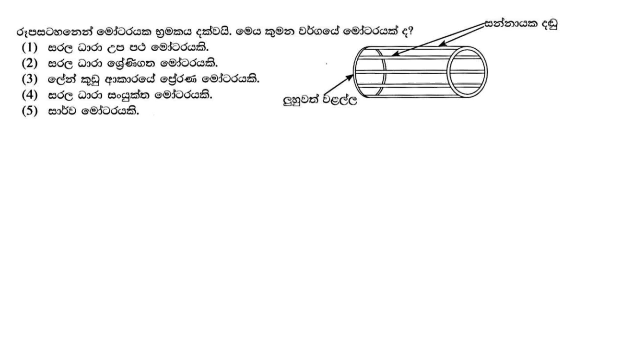 රූපසටහනෙන් මෝටරයක භ්‍රමකය දක්වයි. මෙය කුමන වර්ගයේ මෝටරයක් ද?
(1) සරල ධාරා උප පථ මෝටරයකි.
(2) සරල ධාරා ශ්‍රේණිගත මෝටරයකි.
(3) ලේන් කූඩු ආකාරයේ ප්‍රේරණ මෝටරයකි.
(4) සරල ධාරා සංයුක්ත මෝටරයකි.
(5) සාර්ව මෝටරයකි.
සන්නායක දඬු
ලුහුවත් වළල්ල